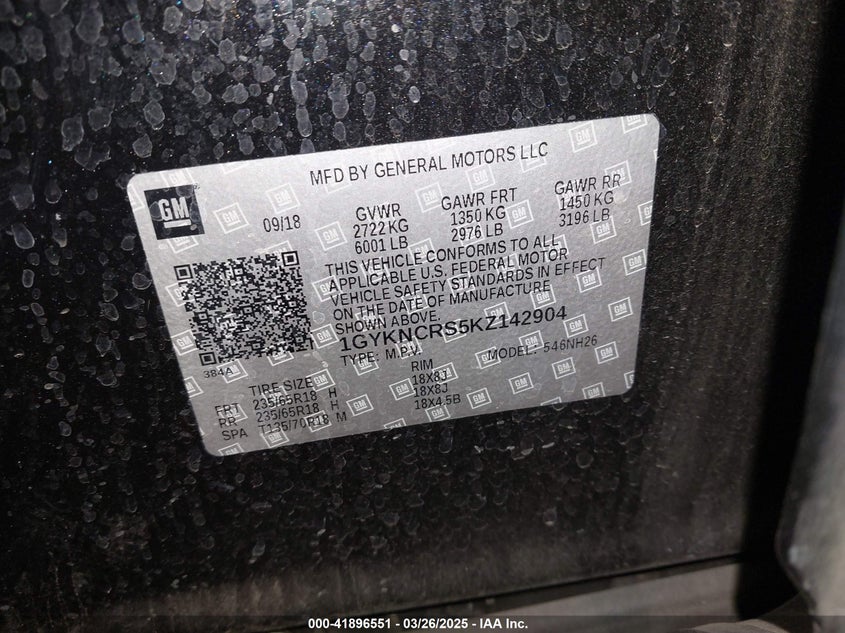 MFD BY GENERAL MOTORS LLC
GM
09/18
GVWR
2722 KG
6001 LB
GAWR FRT
1350 KG
2976 LB
GAWR RR
1450 KG
3196 LB
THIS VEHICLE CONFORMS TO ALL
APPLICABLE U.S. FEDERAL MOTOR
VEHICLE SAFETY STANDARDS IN EFFECT
ON THE DATE OF MANUFACTURE
SHOWN ABOVE.
1GYKNCRS5KZ142904
TYPE: M.P.V. MODEL: 546NH26
384A
TIRE SIZE RIM
FRT 235/65R18 H 18X8J
RR 235/65R18 H 18X8J
SPA T135/70R18 M 18X4.5B
000-41896551 — 03/26/2025 — IAA Inc.